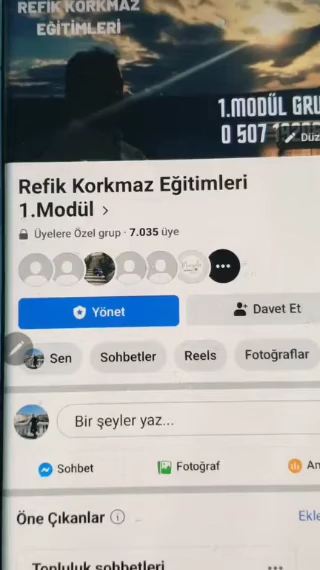 REFİK KORKMAZ
EĞİTİMLERİ
1.MODÜL GRU
0 507
Düz
Refik Korkmaz Eğitimleri
1.Modül >
Üyelere Özel grup · 7.035 üye
Yönet
Davet Et
Sen
Sohbetler
Reels
Fotoğraflar
Bir şeyler yaz...
Sohbet
Fotoğraf
An
Öne Çıkanlar
Ekle
Topluluk sohbetleri